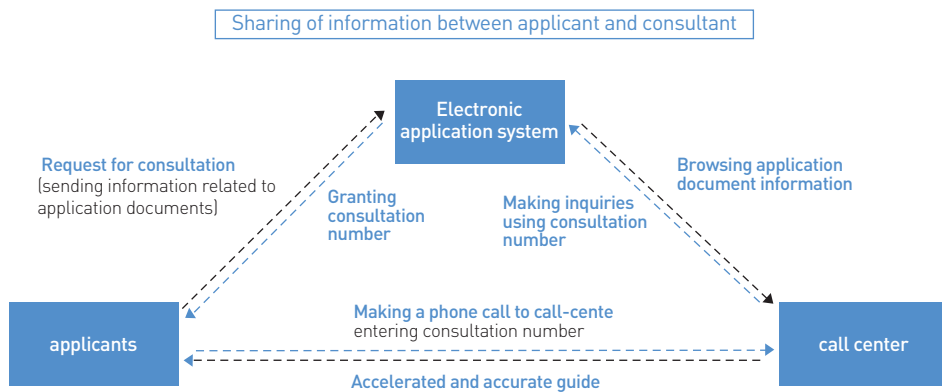 Sharing of information between applicant and consultant
Electronic
application system
Request for consultation
(sending information related to
application documents)
Granting
consultation
number
Making inquiries
using consultation
number
Browsing application
document information
applicants
Making a phone call to call-cente
entering consultation number
call center
Accelerated and accurate guide